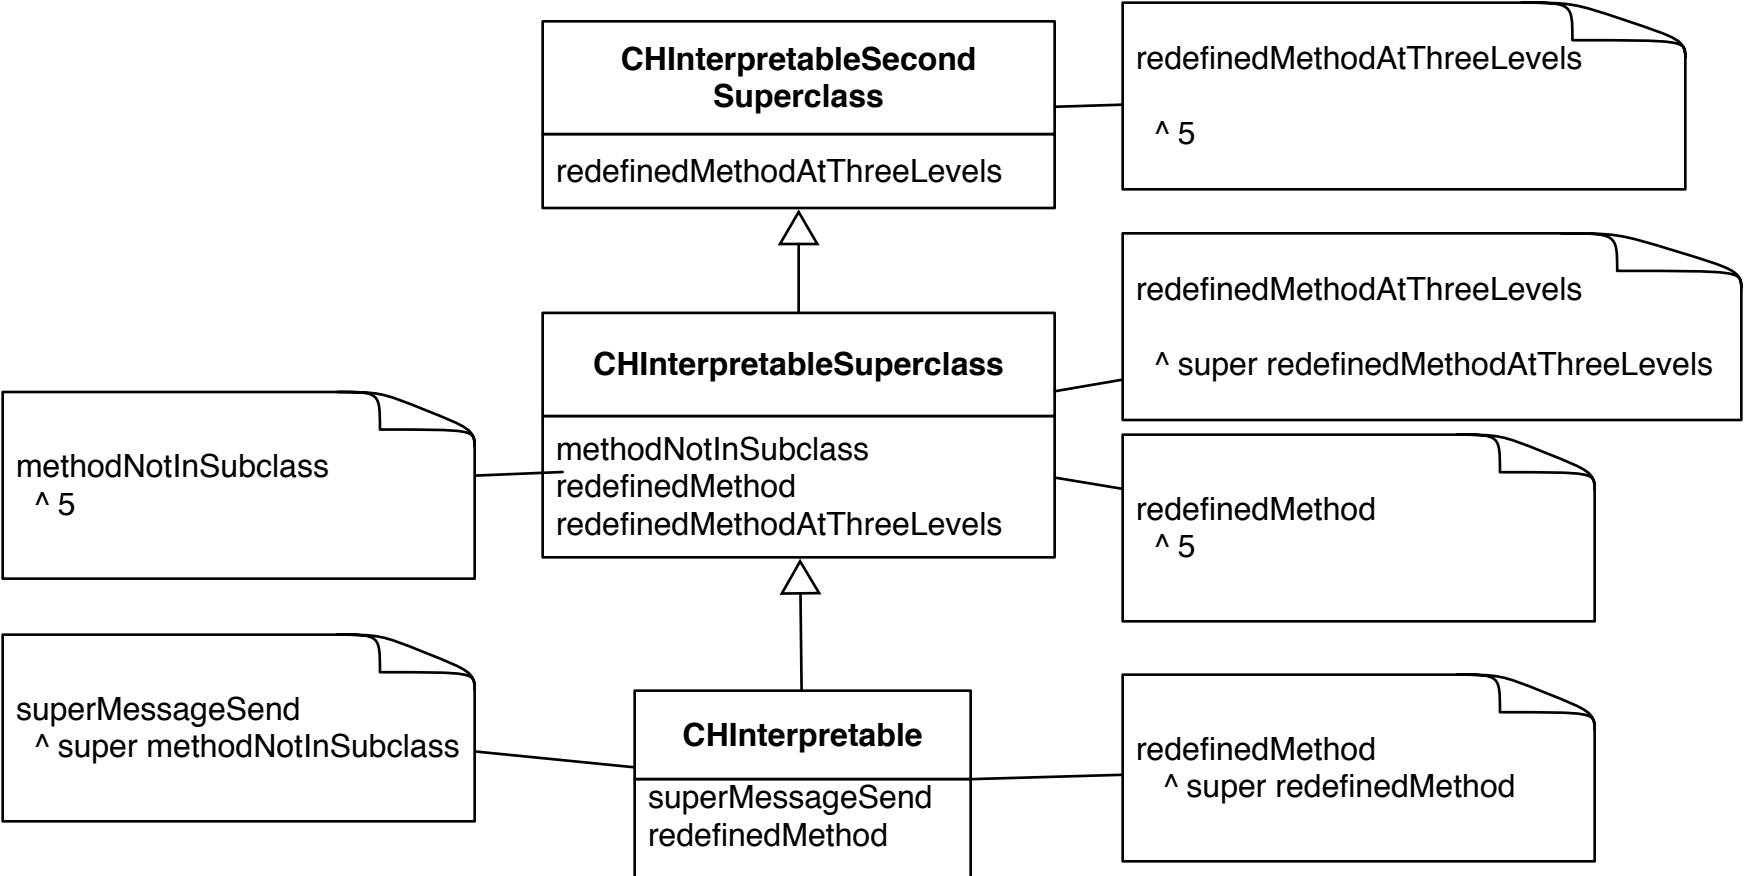 CHInterpretableSecond
Superclass
redefinedMethodAtThreeLevels
redefinedMethodAtThreeLevels
^ 5
CHInterpretableSuperclass
methodNotInSubclass
redefinedMethod
redefinedMethodAtThreeLevels
redefinedMethodAtThreeLevels
^ super redefinedMethodAtThreeLevels
methodNotInSubclass
^ 5
redefinedMethod
^ 5
superMessageSend
^ super methodNotInSubclass
CHInterpretable
superMessageSend
redefinedMethod
redefinedMethod
^ super redefinedMethod